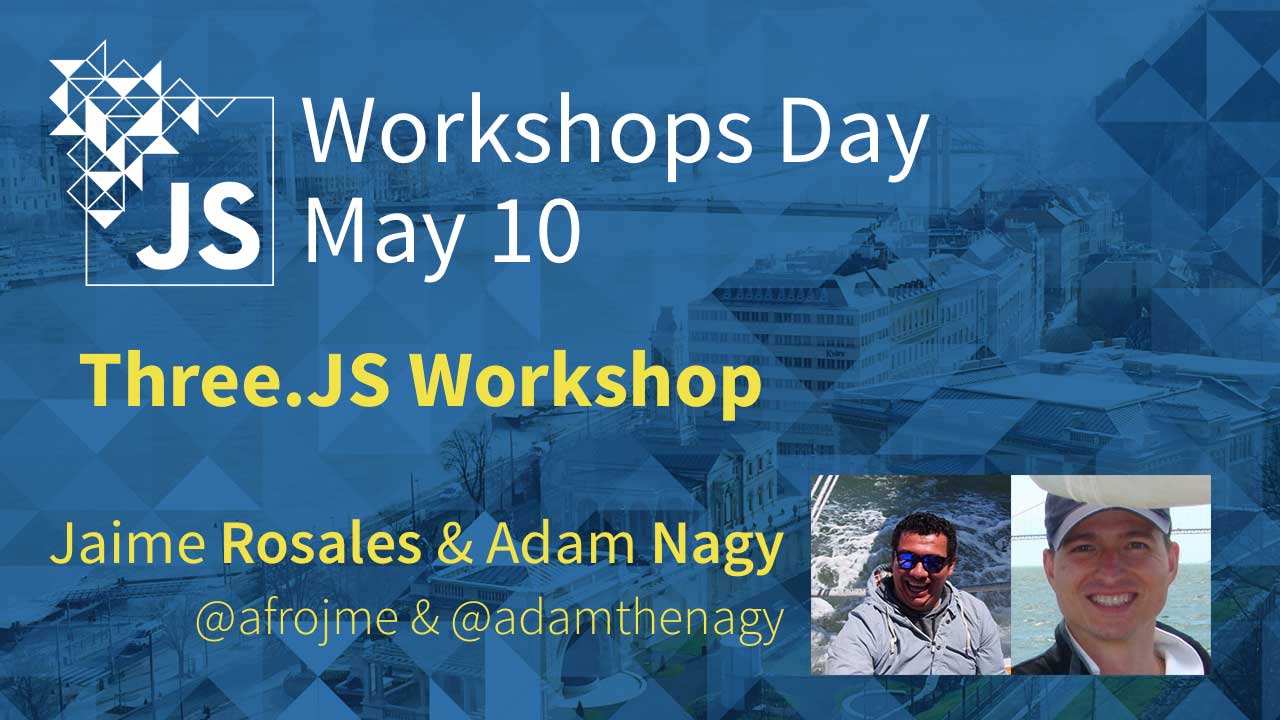 JS
Workshops Day
May 10
Three.JS Workshop
Jaime Rosales & Adam Nagy
@afrojme & @adamthenagy